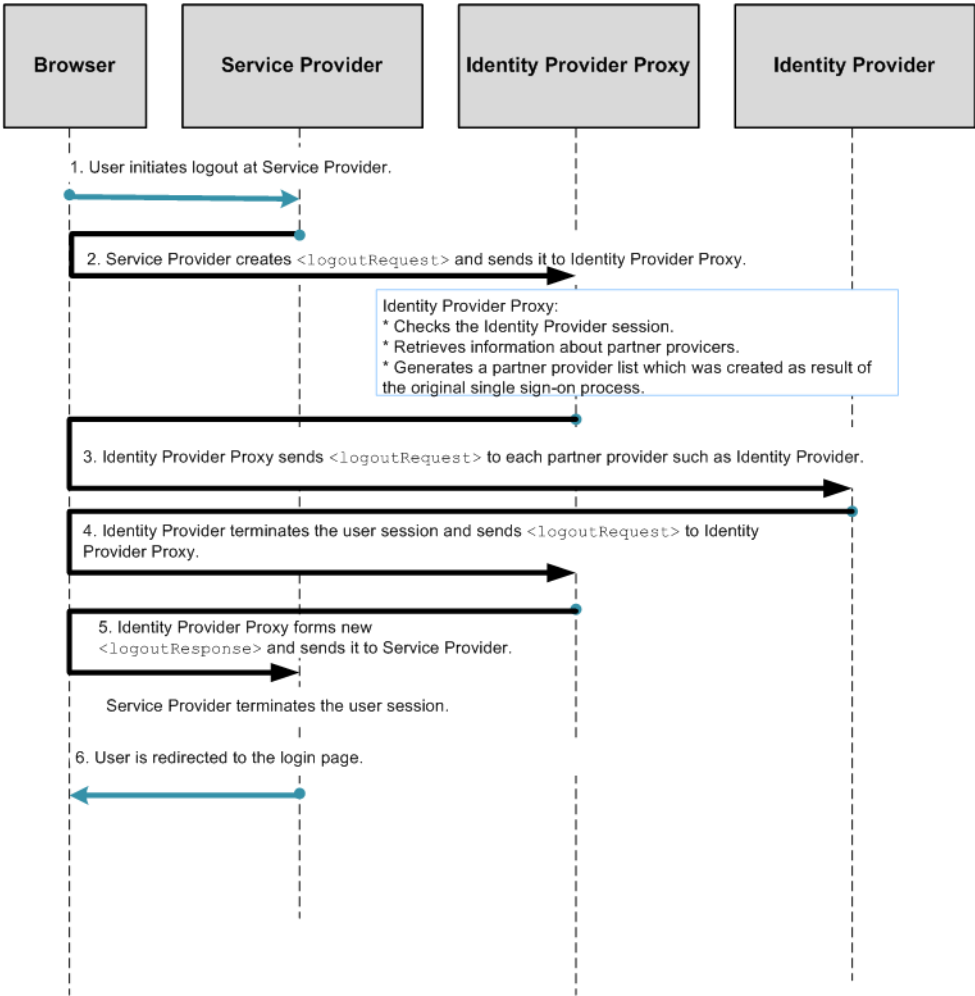 Browser
Service Provider
Identity Provider Proxy
Identity Provider
1. User initiates logout at Service Provider.
2. Service Provider creates <logoutRequest> and sends it to Identity Provider Proxy.
Identity Provider Proxy:
* Checks the Identity Provider session.
* Retrieves information about partner provicers.
* Generates a partner provider list which was created as result of
the original single sign-on process.
3. Identity Provider Proxy sends <logoutRequest> to each partner provider such as Identity Provider.
4. Identity Provider terminates the user session and sends <logoutRequest> to Identity
Provider Proxy.
5. Identity Provider Proxy forms new
<logoutResponse> and sends it to Service Provider.
Service Provider terminates the user session.
6. User is redirected to the login page.